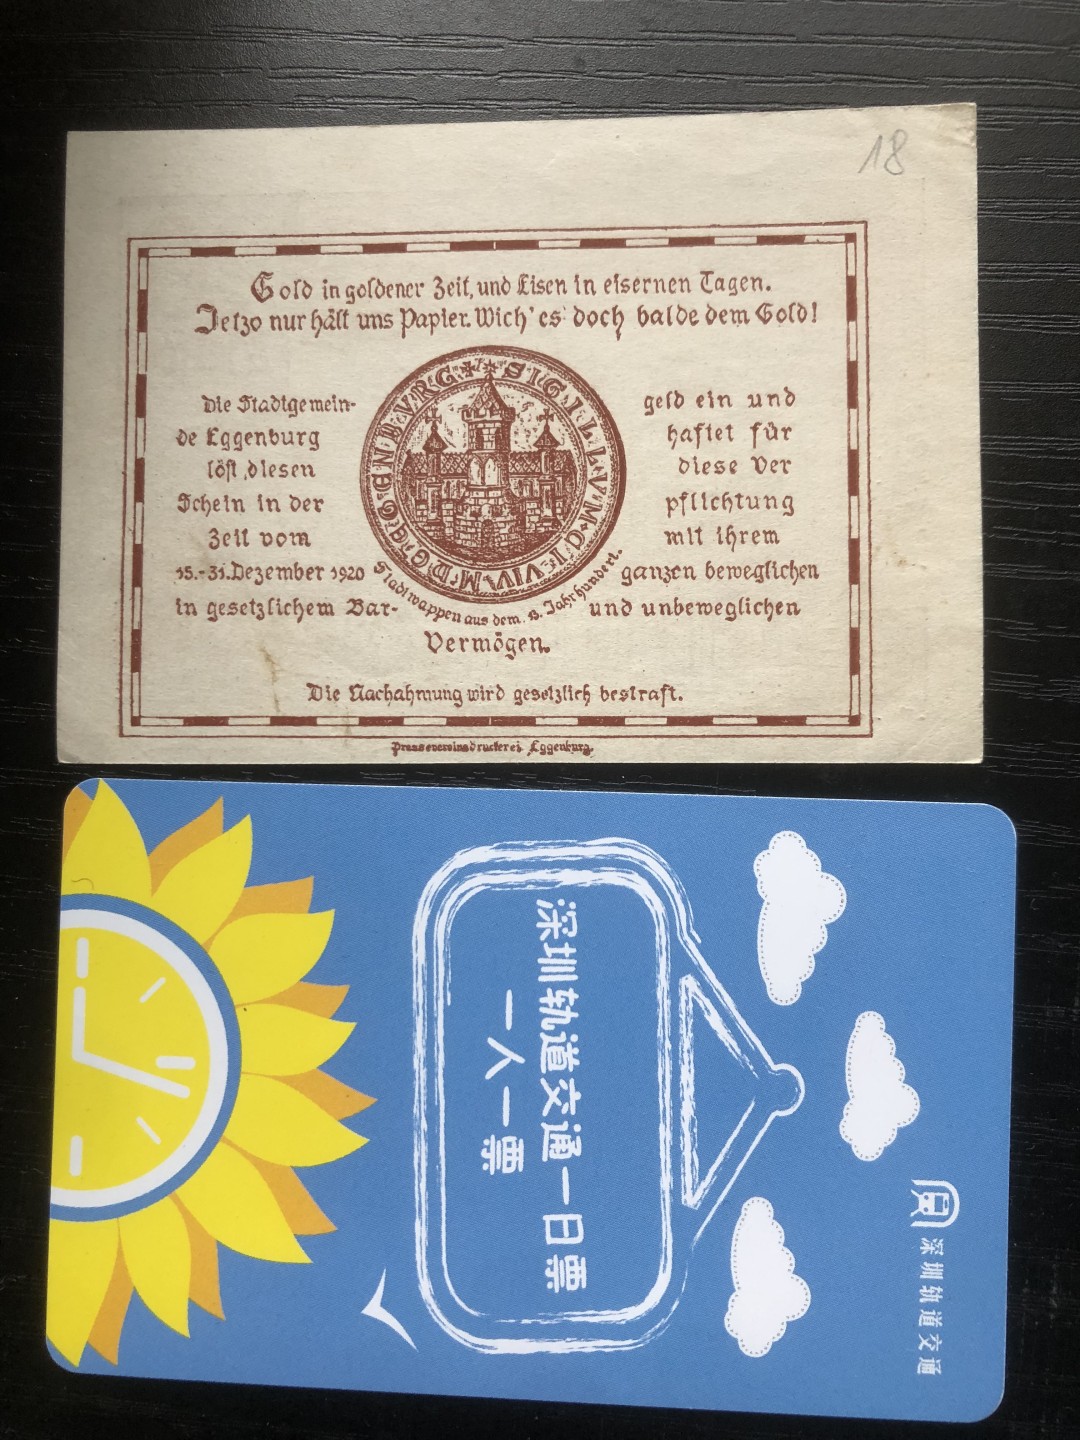 18
Gold in goldener Zeit, und Eisen in eisernen Tagen.
Jetzo nur hält uns Papier. Wich' es doch balde dem Gold!
Die Stadtgemein-
de Eggenburg
löst diesen
Schein in der
Zeit vom
15.-31. Dezember 1920
in gesetzlichem Bar-
geld ein und
haftet für
diese Ver
pflichtung
mit ihrem
ganzen beweglichen
und unbeweglichen
Vermögen.
SIGILLVM CIVIVM
EGENBVRG
Stadtwappen aus dem 13. Jahrhundert.
Die Nachahmung wird gesetzlich bestraft.
Pressvereinsdruckerei Eggenburg.
深圳轨道交通一日票
一人一票
深圳轨道交通